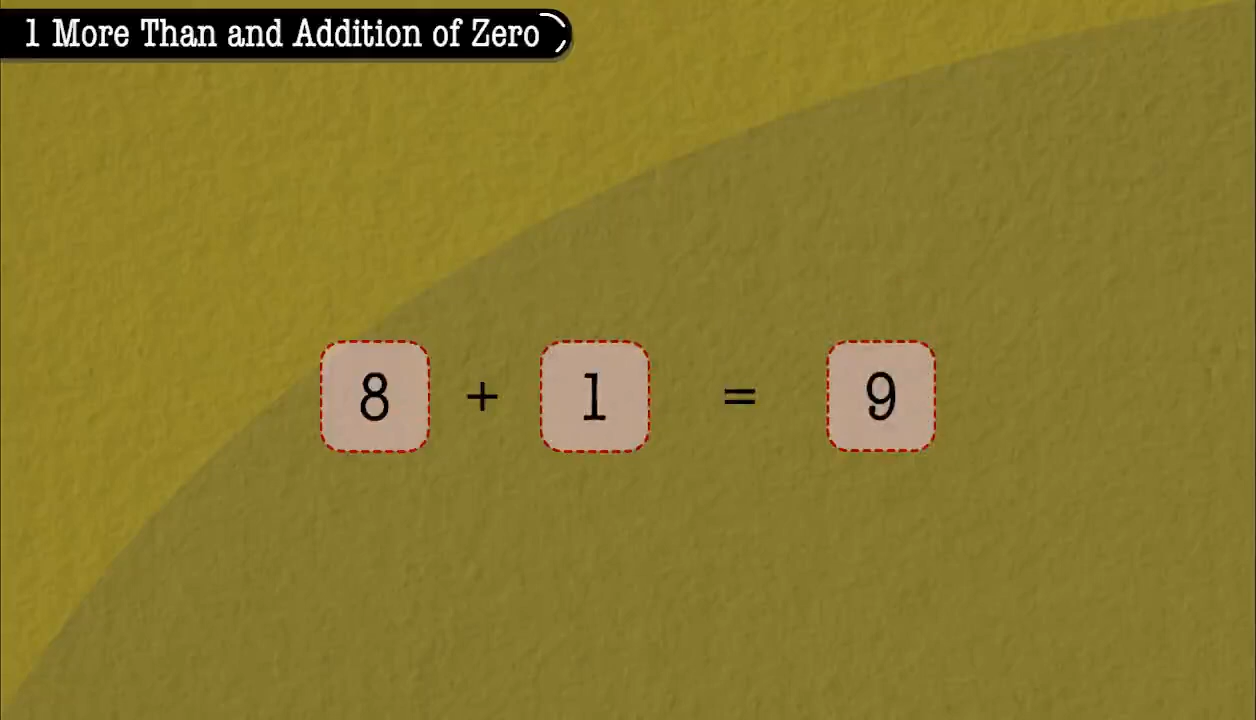 1 More Than and Addition of Zero
8 + 1 = 9